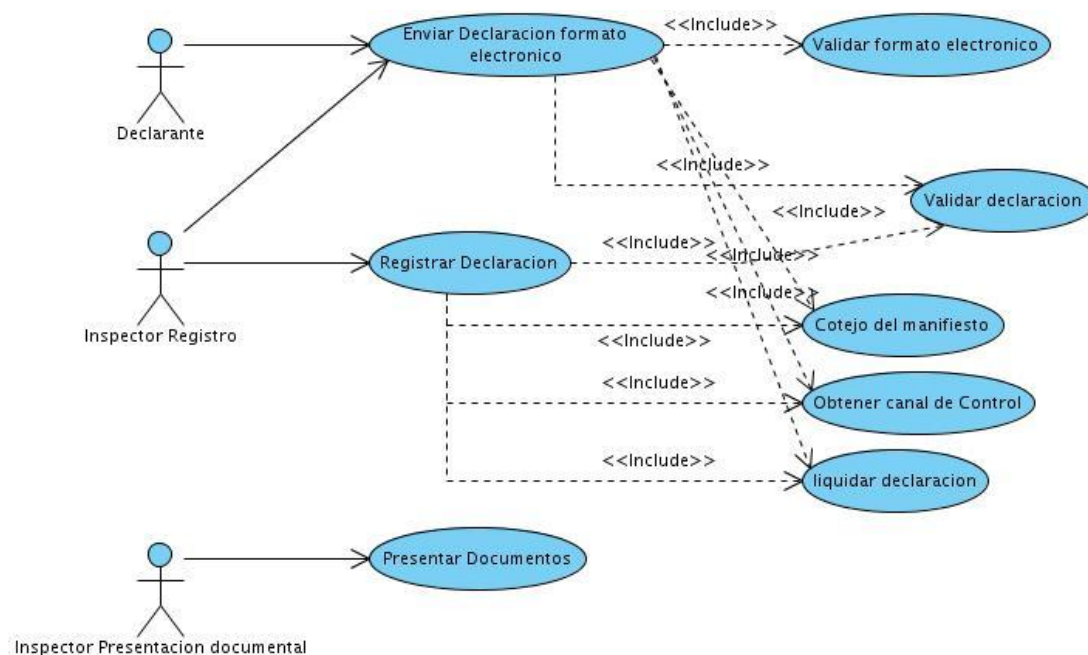 Enviar Declaracion formato
electronico
<<Include>>
Validar formato electronico
Declarante
<<Include>>
Validar declaracion
<<Include>>
<<Include>>
Registrar Declaracion
<<Include>>
<<Include>>
Inspector Registro
Cotejo del manifiesto
<<Include>>
<<Include>>
Obtener canal de Control
<<Include>>
liquidar declaracion
Presentar Documentos
Inspector Presentacion documental